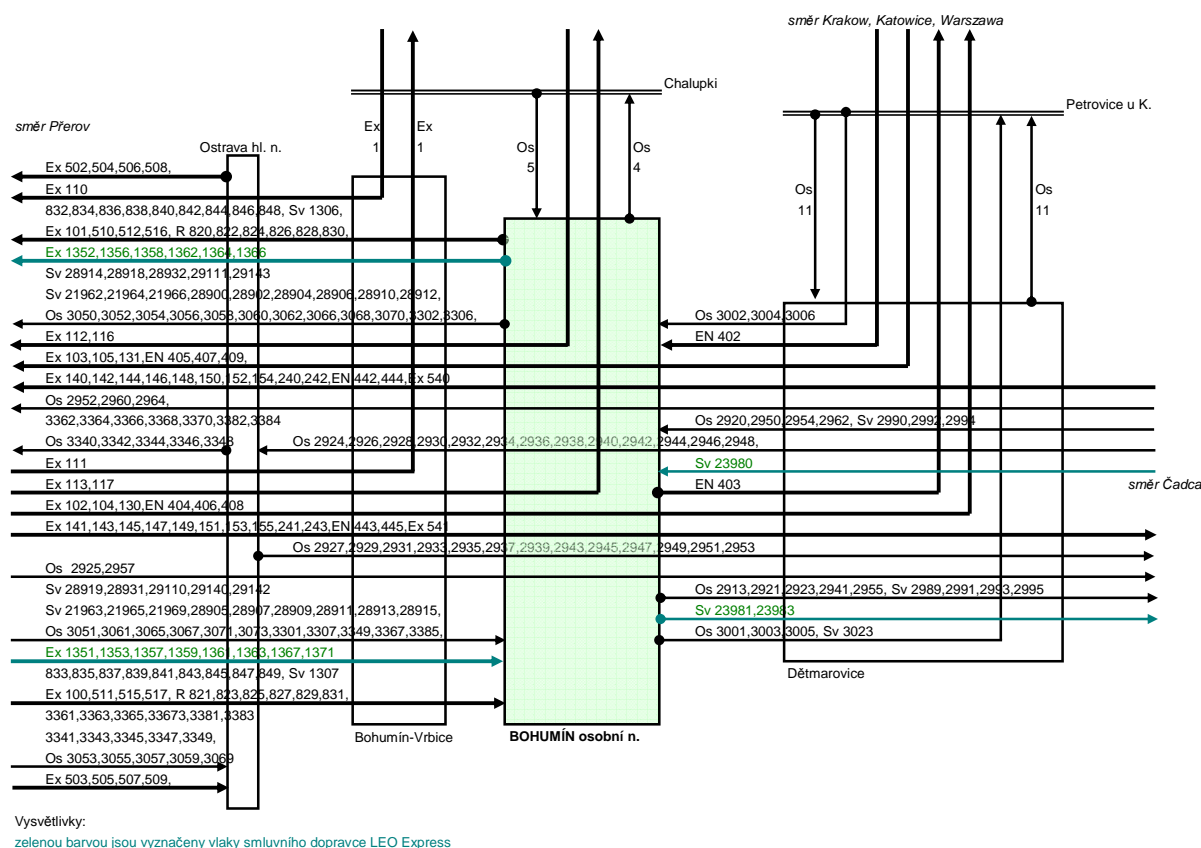 směr Krakow, Katowice, Warszawa
Chalupki
Petrovice u K.
směr Přerov
Ex
1
Ex
1
Ostrava hl. n.
Os
5
Os
4
Os
11
Os
11
Ex 502,504,506,508,
Ex 110
832,834,836,838,840,842,844,846,848, Sv 1306,
Ex 101,510,512,516, R 820,822,824,826,828,830,
Ex 1352,1356,1358,1362,1364,1366
Sv 28914,28918,28932,29111,29143
Sv 21962,21964,21966,28900,28902,28904,28906,28910,28912,
Os 3050,3052,3054,3056,3058,3060,3062,3066,3068,3070,3302,3306,
Os 3002,3004,3006
Ex 112,116
EN 402
Ex 103,105,131,EN 405,407,409,
Ex 140,142,144,146,148,150,152,154,240,242,EN 442,444,Ex 540
Os 2952,2960,2964,
3362,3364,3366,3368,3370,3382,3384
Os 2920,2950,2954,2962, Sv 2990,2992,2994
Os 3340,3342,3344,3346,3348
Os 2924,2926,2928,2930,2932,2934,2936,2938,2940,2942,2944,2946,2948,
Ex 111
Sv 23980
Ex 113,117
EN 403
směr Čadca
Ex 102,104,130,EN 404,406,408
Ex 141,143,145,147,149,151,153,155,241,243,EN 443,445,Ex 541
Os 2927,2929,2931,2933,2935,2937,2939,2943,2945,2947,2949,2951,2953
Os 2925,2957
Sv 28919,28931,29110,29140,29142
Os 2913,2921,2923,2941,2955, Sv 2989,2991,2993,2995
Sv 21963,21965,21969,28905,28907,28909,28911,28913,28915,
Sv 23981,23983
Os 3051,3061,3065,3067,3071,3073,3301,3307,3349,3367,3385,
Os 3001,3003,3005, Sv 3023
Ex 1351,1353,1357,1359,1361,1363,1367,1371
833,835,837,839,841,843,845,847,849, Sv 1307
Dětmarovice
Ex 100,511,515,517, R 821,823,825,827,829,831,
3361,3363,3365,33673,3381,3383
3341,3343,3345,3347,3349,
Bohumín-Vrbice
BOHUMÍN osobní n.
Os 3053,3055,3057,3059,3069
Ex 503,505,507,509,
Vysvětlivky:
zelenou barvou jsou vyznačeny vlaky smluvního dopravce LEO Express